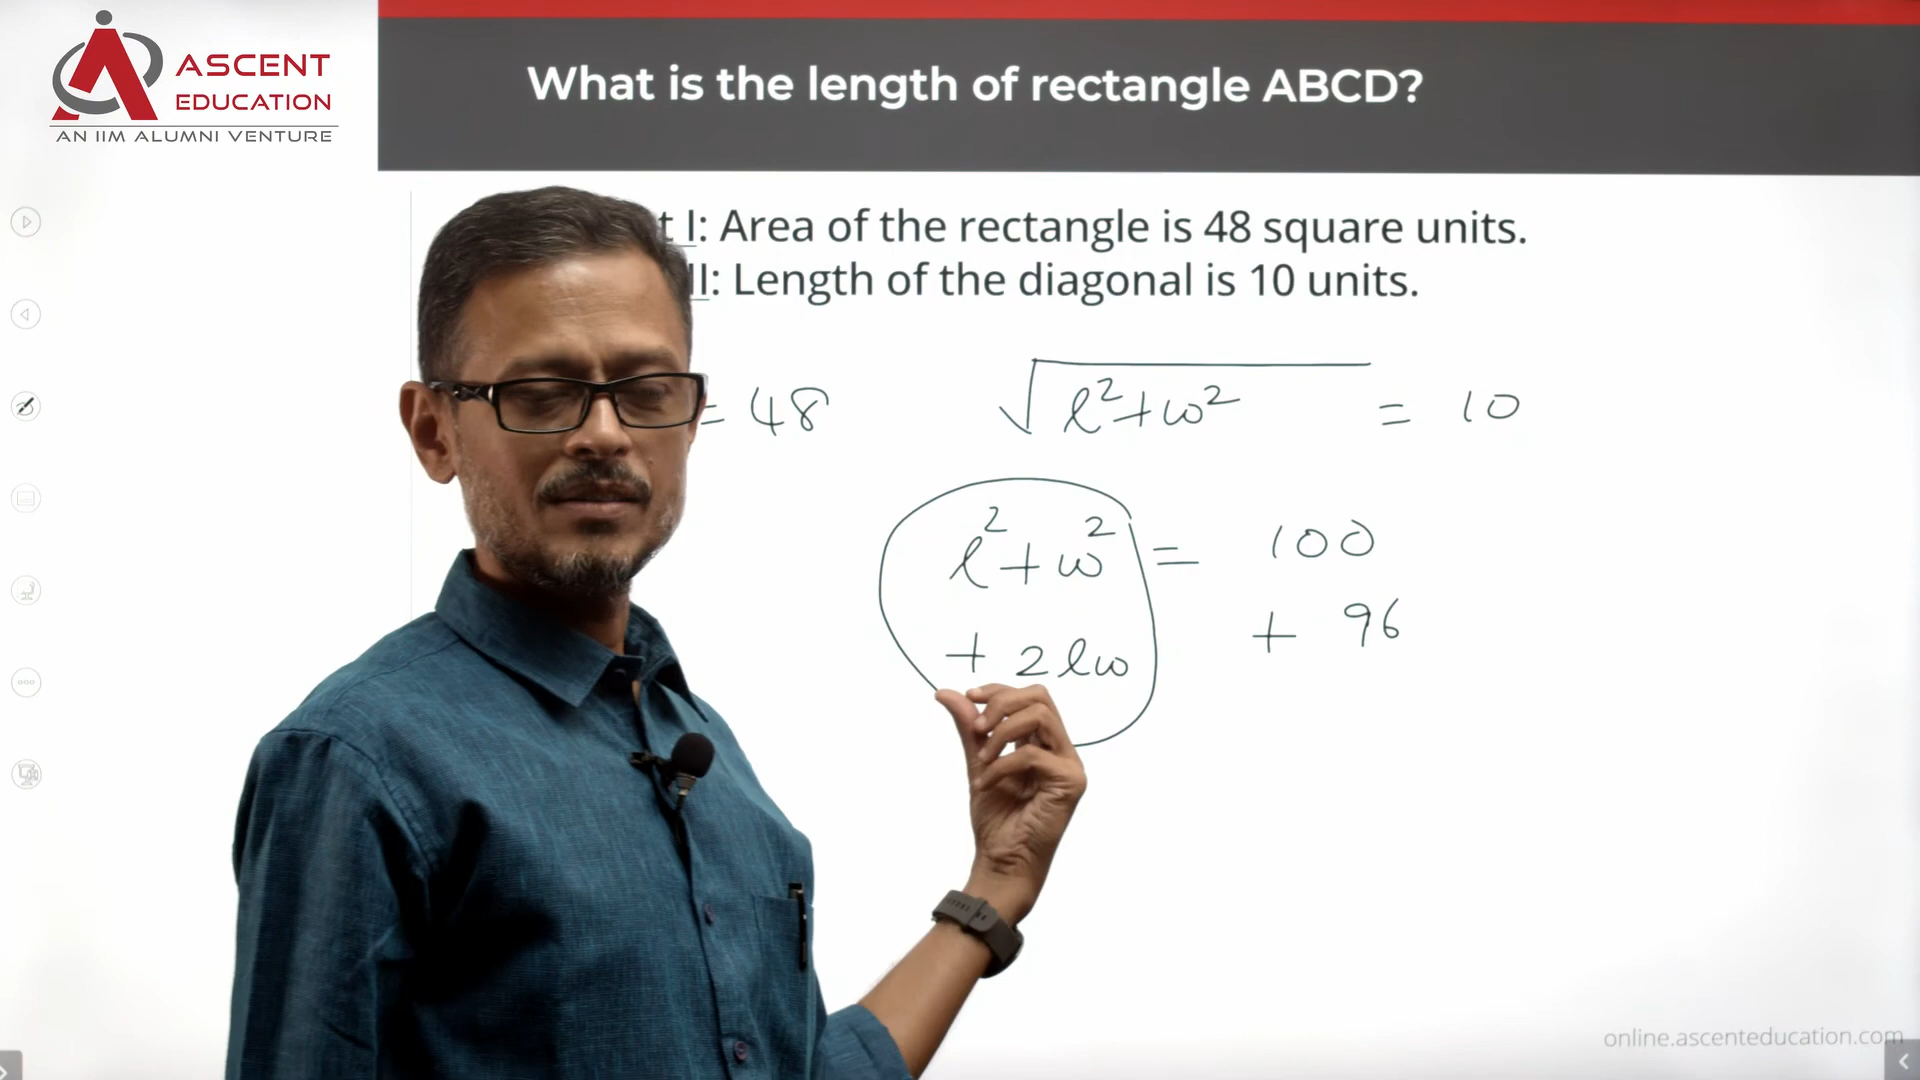 ASCENT
EDUCATION
AN IIM ALUMNI VENTURE
What is the length of rectangle ABCD?
t I: Area of the rectangle is 48 square units.
II: Length of the diagonal is 10 units.
= 48
√l²+w² = 10
l²+w² = 100
+ 2lw + 96
online.ascenteducation.com